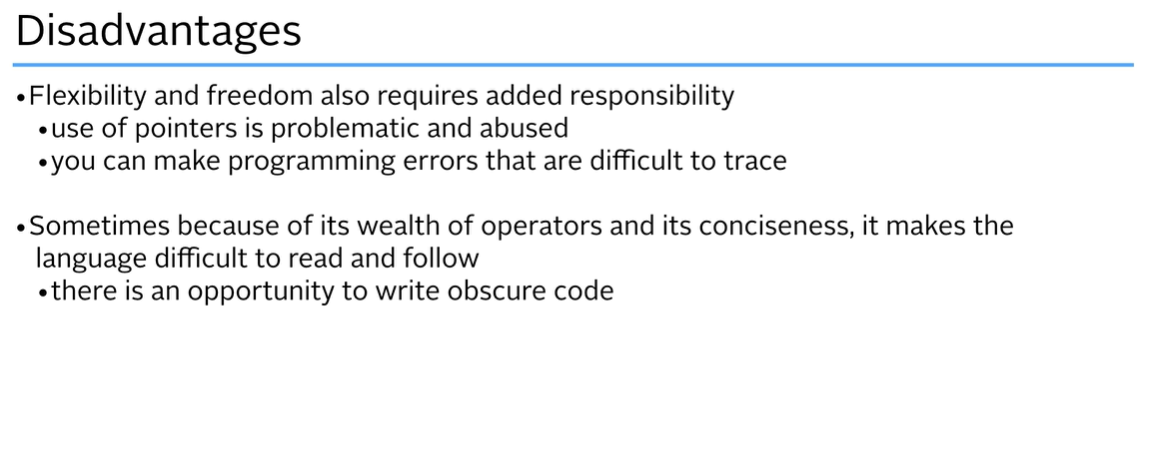 Disadvantages
•Flexibility and freedom also requires added responsibility
•use of pointers is problematic and abused
•you can make programming errors that are difficult to trace
•Sometimes because of its wealth of operators and its conciseness, it makes the
language difficult to read and follow
•there is an opportunity to write obscure code